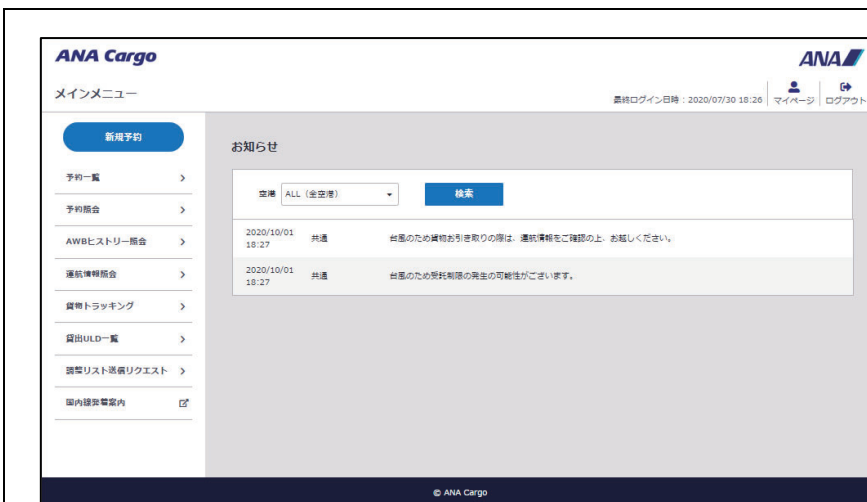 ANA Cargo
ANA
メインメニュー
最終ログイン日時：2020/07/30 18:26
マイページ
ログアウト
新規予約
お知らせ
予約一覧
空港
ALL（全空港）
検索
予約照会
AWBヒストリー照会
2020/10/01
18:27
共通
台風のため貨物お引き取りの際は、運航情報をご確認の上、お越しください。
運航情報照会
2020/10/01
18:27
共通
台風のため受託制限の発生の可能性がございます。
貨物トラッキング
貸出ULD一覧
調整リスト送信リクエスト
国内線発着案内
© ANA Cargo